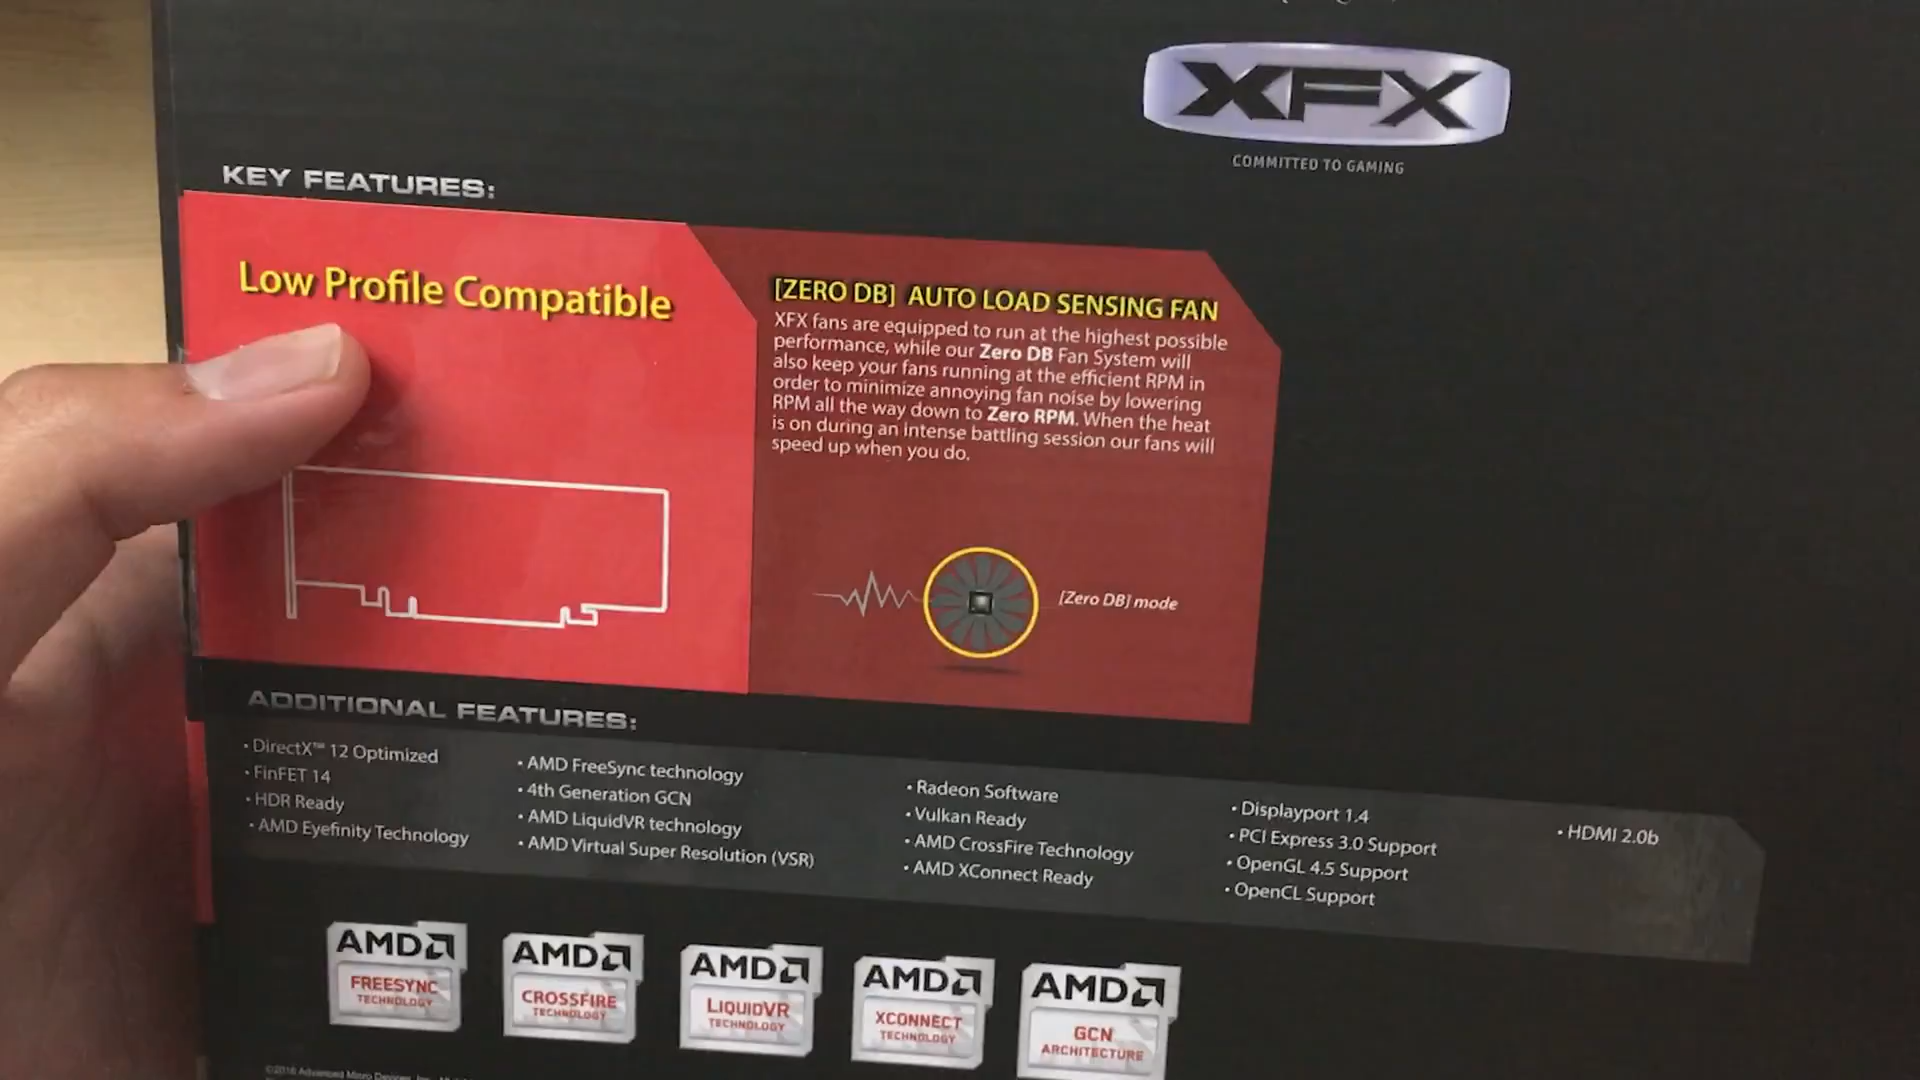 XFX
COMMITTED TO GAMING
KEY FEATURES:
Low Profile Compatible
[ZERO DB] AUTO LOAD SENSING FAN
XFX fans are equipped to run at the highest possible
performance, while our Zero DB Fan System will
also keep your fans running at the efficient RPM in
order to minimize annoying fan noise by lowering
RPM all the way down to Zero RPM. When the heat
is on during an intense battling session our fans will
speed up when you do.
[Zero DB] mode
ADDITIONAL FEATURES:
• DirectX™ 12 Optimized
• FinFET 14
• HDR Ready
• AMD Eyefinity Technology
• AMD FreeSync technology
• 4th Generation GCN
• AMD LiquidVR technology
• AMD Virtual Super Resolution (VSR)
• Radeon Software
• Vulkan Ready
• AMD CrossFire Technology
• AMD XConnect Ready
• Displayport 1.4
• PCI Express 3.0 Support
• OpenGL 4.5 Support
• OpenCL Support
• HDMI 2.0b
AMD
FREESYNC
TECHNOLOGY
AMD
CROSSFIRE
TECHNOLOGY
AMD
LIQUIDVR
TECHNOLOGY
AMD
XCONNECT
TECHNOLOGY
AMD
GCN
ARCHITECTURE
©2016 Advanced Micro Devices, Inc.